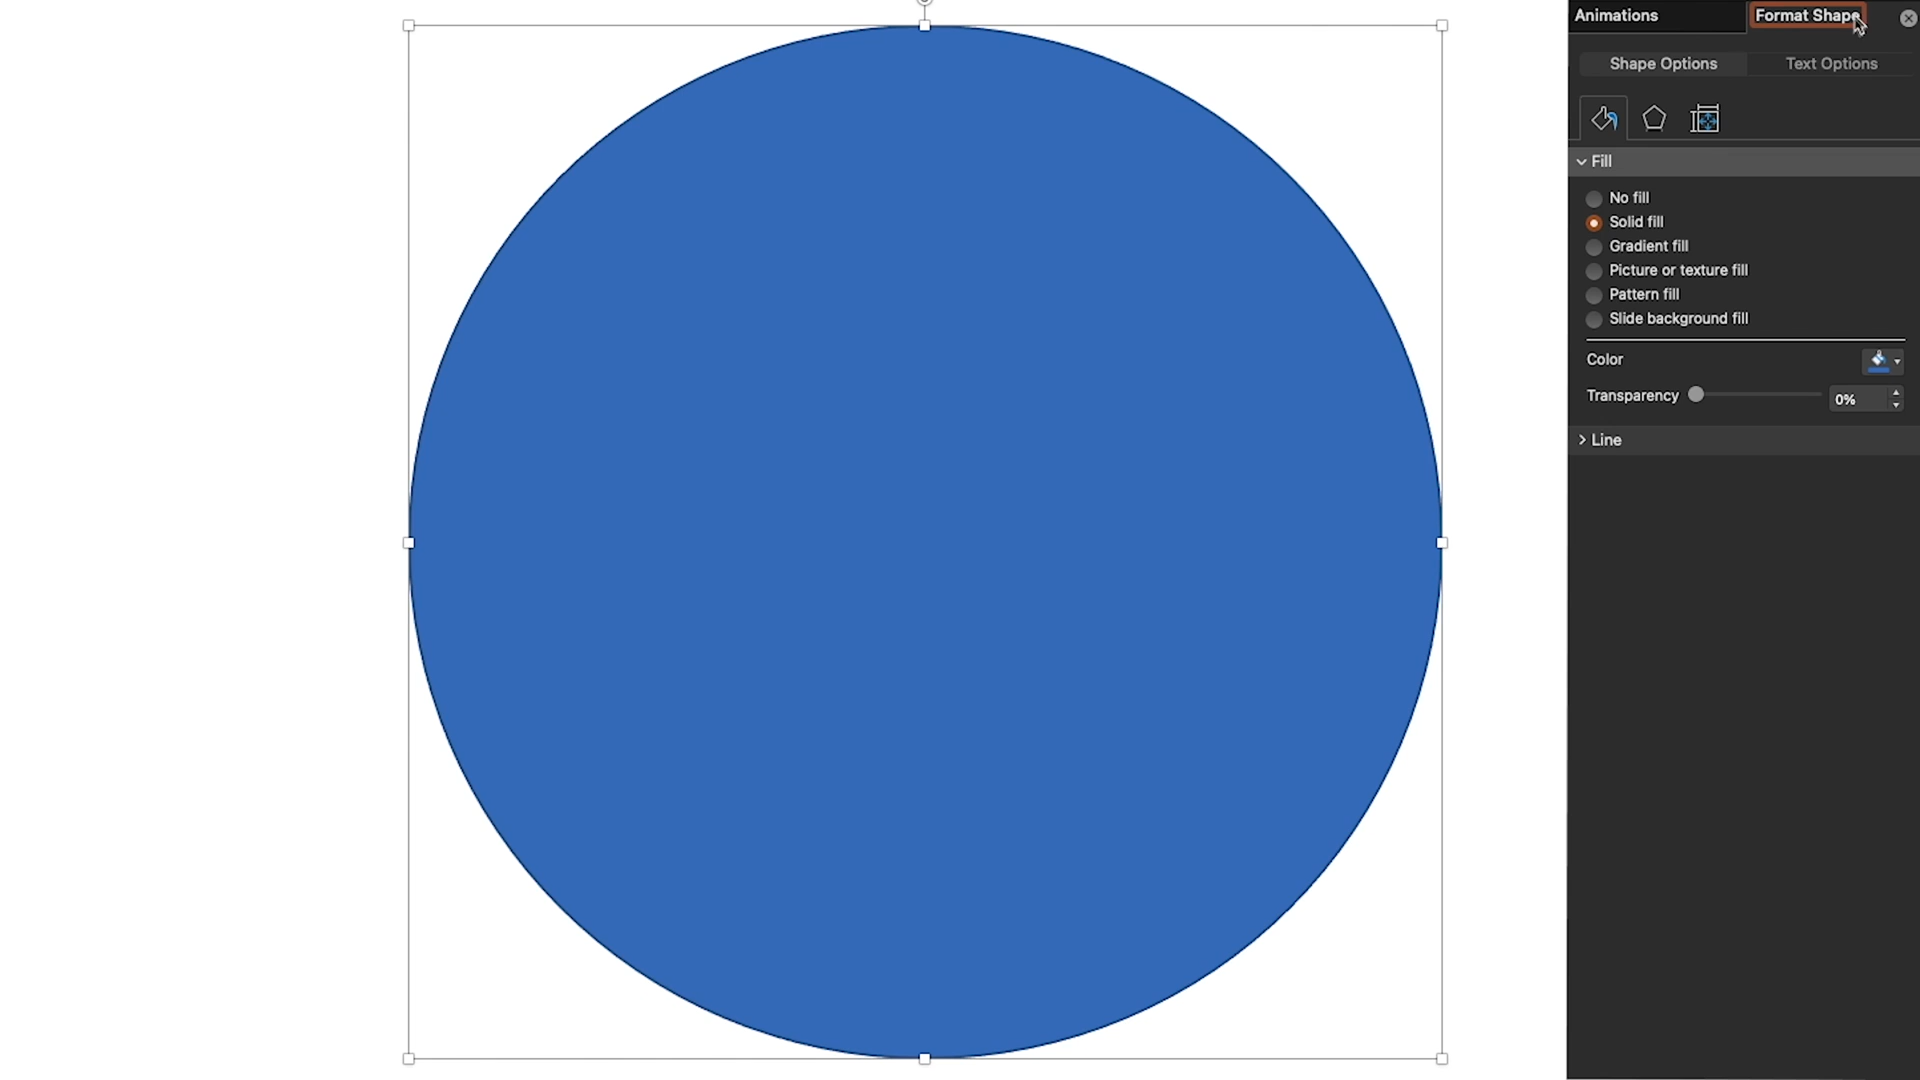 Animations
Format Shape
Shape Options
Text Options
Fill
No fill
Solid fill
Gradient fill
Picture or texture fill
Pattern fill
Slide background fill
Color
Transparency
0%
Line